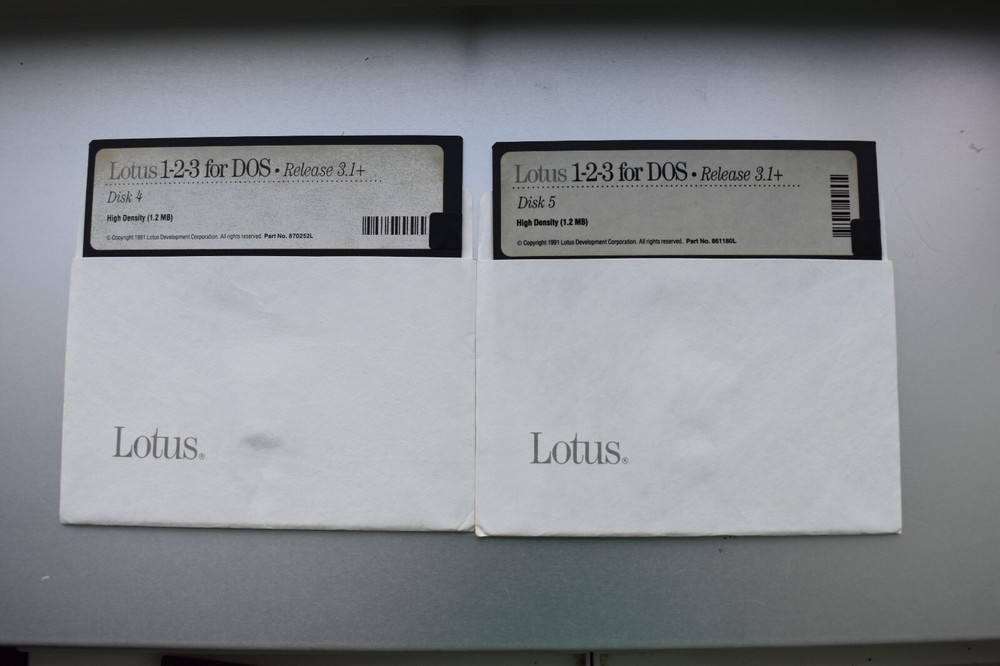 Lotus 1-2-3 for DOS • Release 3.1+
Disk 4
High Density (1.2 MB)
© Copyright 1991 Lotus Development Corporation. All rights reserved. Part No. 870252L
Lotus®
Lotus 1-2-3 for DOS • Release 3.1+
Disk 5
High Density (1.2 MB)
© Copyright 1991 Lotus Development Corporation. All rights reserved. Part No. 861180L
Lotus®